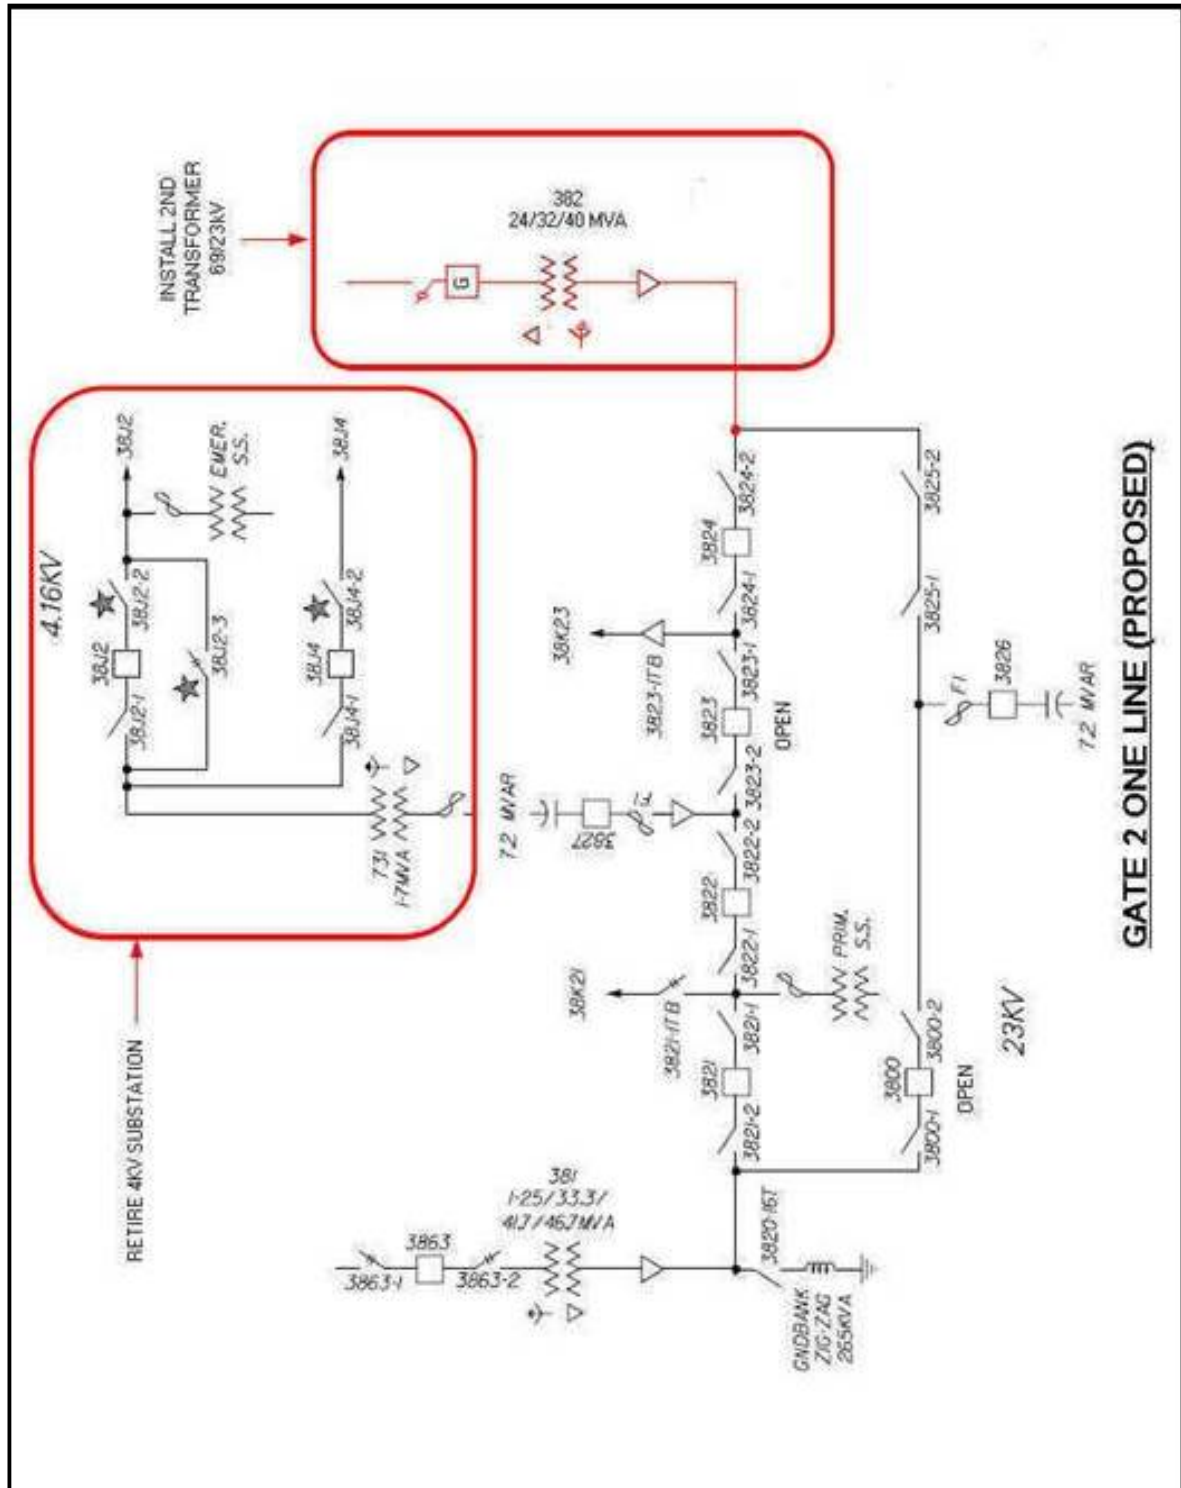 INSTALL 2ND
TRANSFORMER
69/23kV
382
24/32/40 MVA
G
4.16KV
38J2
38J2-1
38J2-2
38J2-3
38J2
EMER.
S.S.
38J4
38J4-1
38J4-2
38J4
731
1-7MVA
RETIRE 4KV SUBSTATION
7.2 MVAR
3827
38K23
3823-1TB
38K21
3821-1TB
3821-2
3821
3821-1
3822-1
3822
3822-2
3823-2
3823
3823-1
3824-1
3824
3824-2
OPEN
PRIM.
S.S.
3863-1
3863
3863-2
381
1-25/33.3/
41.7/46.7MVA
3820-16T
GNDBANK
ZIG-ZAG
265KVA
3800-1
3800
3800-2
OPEN
23KV
3825-1
3825-2
F1
3826
7.2 MVAR
GATE 2 ONE LINE (PROPOSED)